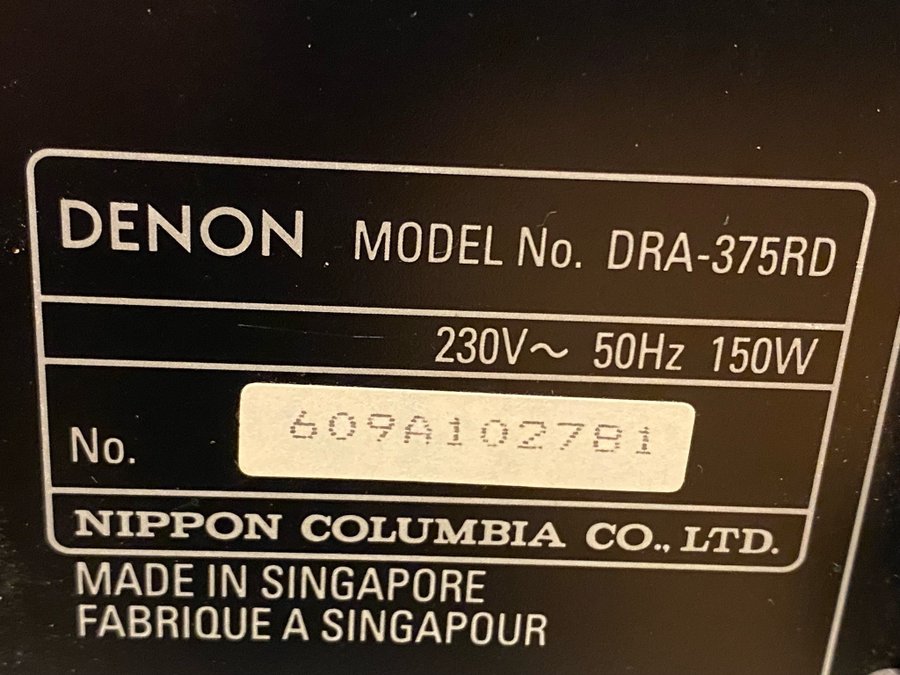 DENON MODEL No. DRA-375RD
230V～ 50Hz 150W
No. 609A102781
NIPPON COLUMBIA CO., LTD.
MADE IN SINGAPORE
FABRIQUE A SINGAPOUR